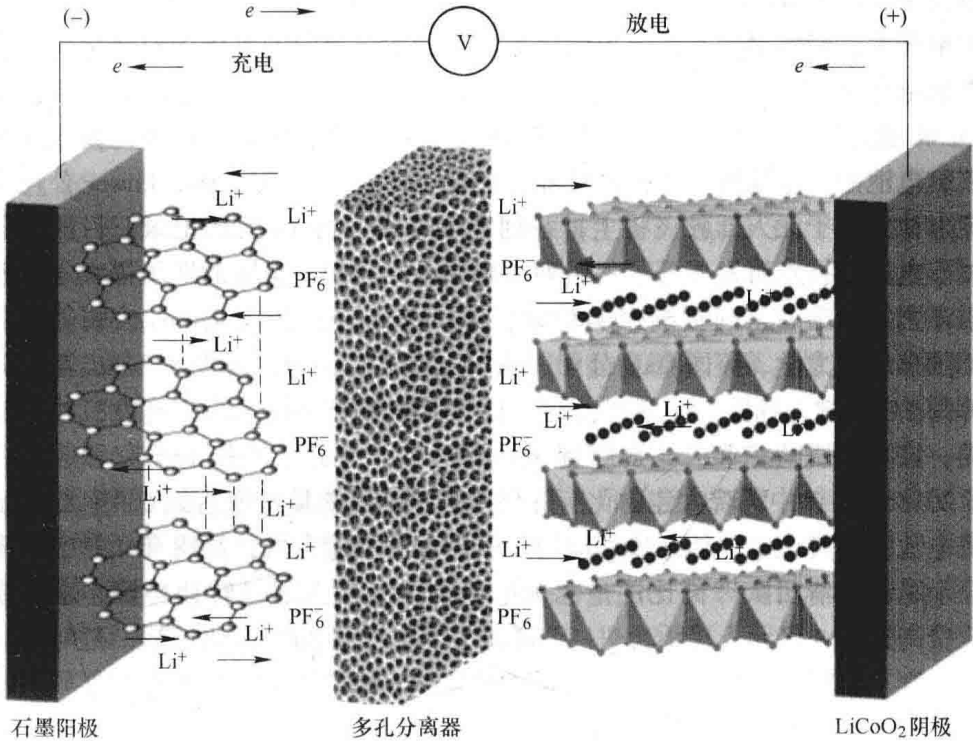 (–) e 放电 (+)
V
e 充电 e
Li⁺ Li⁺ Li⁺
PF₆⁻ PF₆⁻ Li⁺ Li⁺
Li⁺
Li⁺ Li⁺ Li⁺ Li⁺
PF₆⁻ PF₆⁻ Li
Li⁺
Li⁺ Li⁺ Li⁺ Li⁺ Li⁺
Li⁺ PF₆⁻ PF₆⁻
Li⁺
石墨阳极 多孔分离器 LiCoO₂阴极